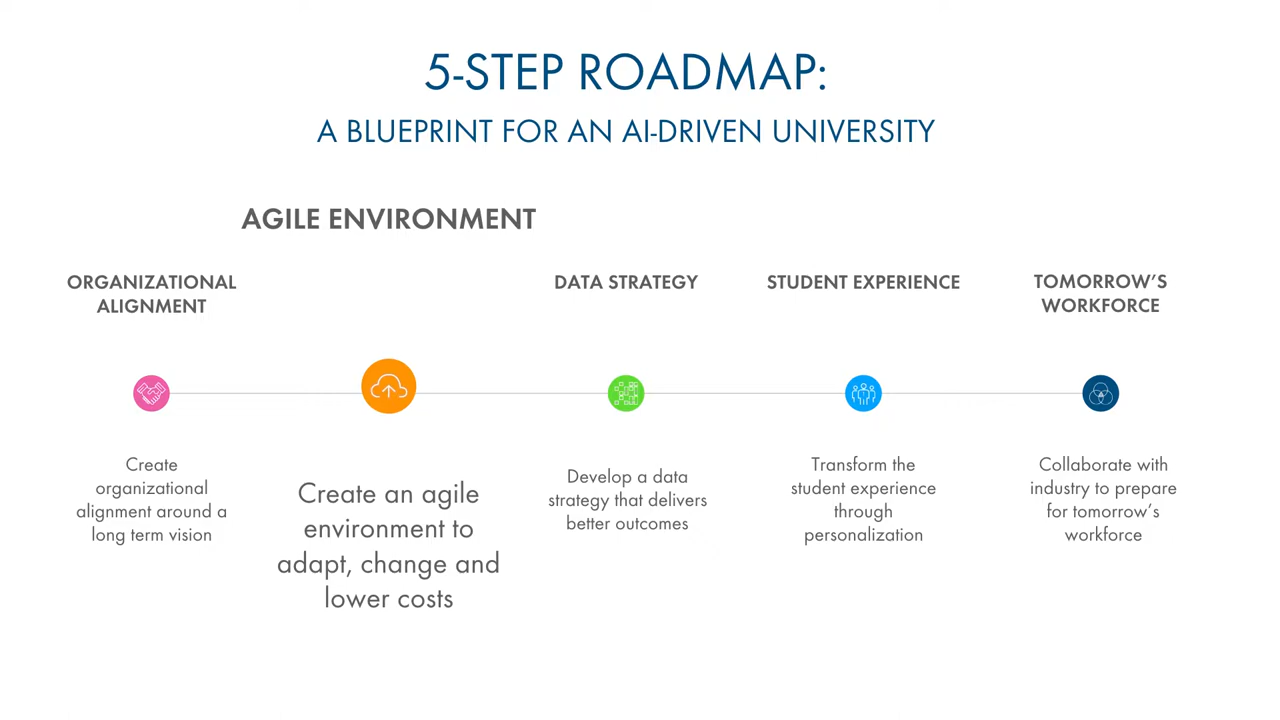 5-STEP ROADMAP:
A BLUEPRINT FOR AN AI-DRIVEN UNIVERSITY
ORGANIZATIONAL
ALIGNMENT
Create
organizational
alignment around a
long term vision
AGILE ENVIRONMENT
Create an agile
environment to
adapt, change and
lower costs
DATA STRATEGY
Develop a data
strategy that delivers
better outcomes
STUDENT EXPERIENCE
Transform the
student experience
through
personalization
TOMORROW’S
WORKFORCE
Collaborate with
industry to prepare
for tomorrow’s
workforce